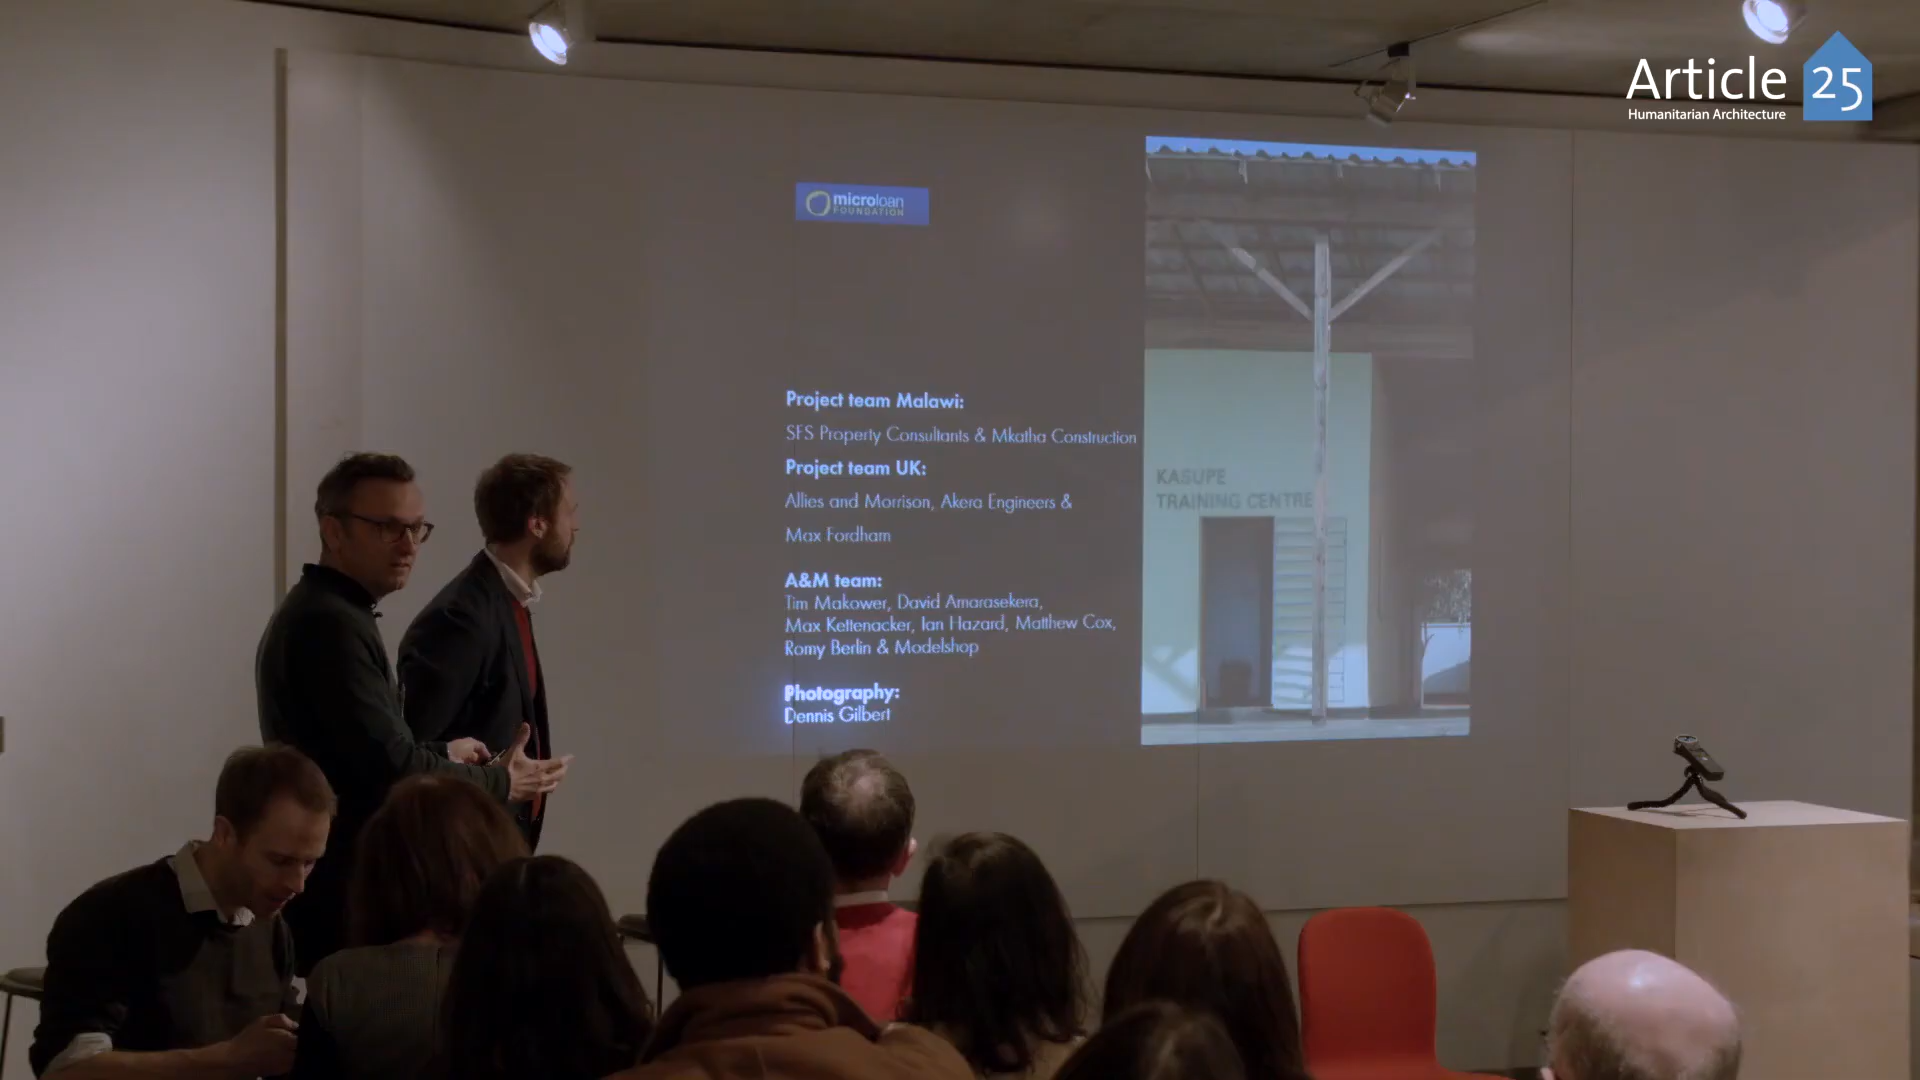 Article 25
Humanitarian Architecture
microloan
FOUNDATION
Project team Malawi:
SFS Property Consultants & Mkatha Construction
Project team UK:
Allies and Morrison, Akera Engineers &
Max Fordham
A&M team:
Tim Makower, David Amarasekera,
Max Kettenacker, Ian Hazard, Matthew Cox,
Romy Berlin & Modelshop
Photography:
Dennis Gilbert
KASUPE
TRAINING CENTRE